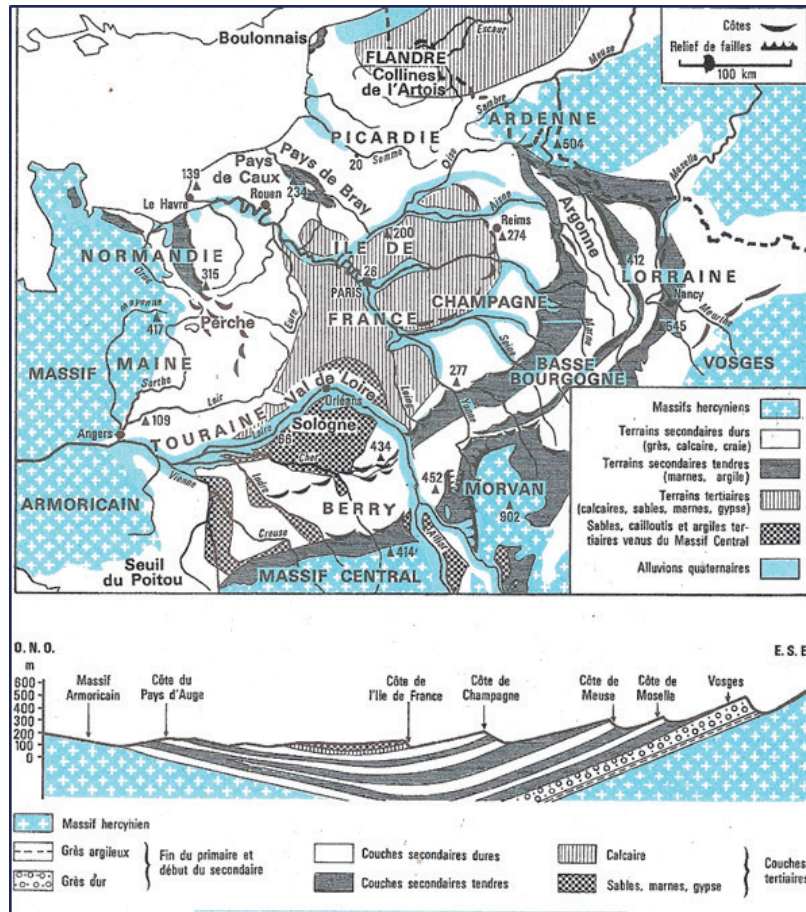 Boulonnais
Escaut
Côtes
FLANDRE
Relief de failles
Collines
de l'Artois
100 km
Meuse
Sambre
ARDENNE
504
PICARDIE
20
Somme
Oise
Moselle
139
Pays
de Caux
Pays de Bray
234
Le Havre
Rouen
Aisne
Argonne
200
Reims
274
ILE DE
FRANCE
412
LORRAINE
NORMANDIE
Orne
315
26
PARIS
CHAMPAGNE
Nancy
Meurthe
Mayenne
417
Perche
Eure
Marne
545
MASSIF
MAINE
Seine
BASSE
BOURGOGNE
VOSGES
277
Sarthe
Loir
Val de Loire
Orléans
Loing
Yonne
109
Angers
TOURAINE
Loire
66
Sologne
434
Cher
Vienne
Indre
452
MORVAN
902
ARMORICAIN
BERRY
Creuse
Allier
414
Seuil
du Poitou
MASSIF CENTRAL
Massifs hercyniens
Terrains secondaires durs
(grès, calcaire, craie)
Terrains secondaires tendres
(marnes, argile)
Terrains tertiaires
(calcaires, sables, marnes, gypse)
Sables, cailloutis et argiles ter-
tiaires venus du Massif Central
Alluvions quaternaires
O.N.O.
E.S.E
m
600
500
400
300
200
100
0
Massif
Armoricain
Côte du
Pays d'Auge
Côte de
l'Ile de France
Côte de
Champagne
Côte de
Meuse
Côte de
Moselle
Vosges
Massif hercynien
Grès argileux
Grès dur
Fin du primaire et
début du secondaire
Couches secondaires dures
Couches secondaires tendres
Calcaire
Sables, marnes, gypse
Couches
tertiaires